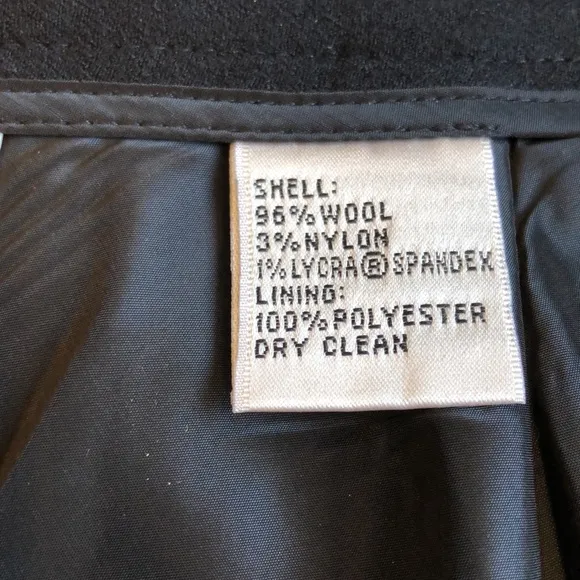 SHELL:
96% WOOL
3% NYLON
1% LYCRA® SPANDEX
LINING:
100% POLYESTER
DRY CLEAN